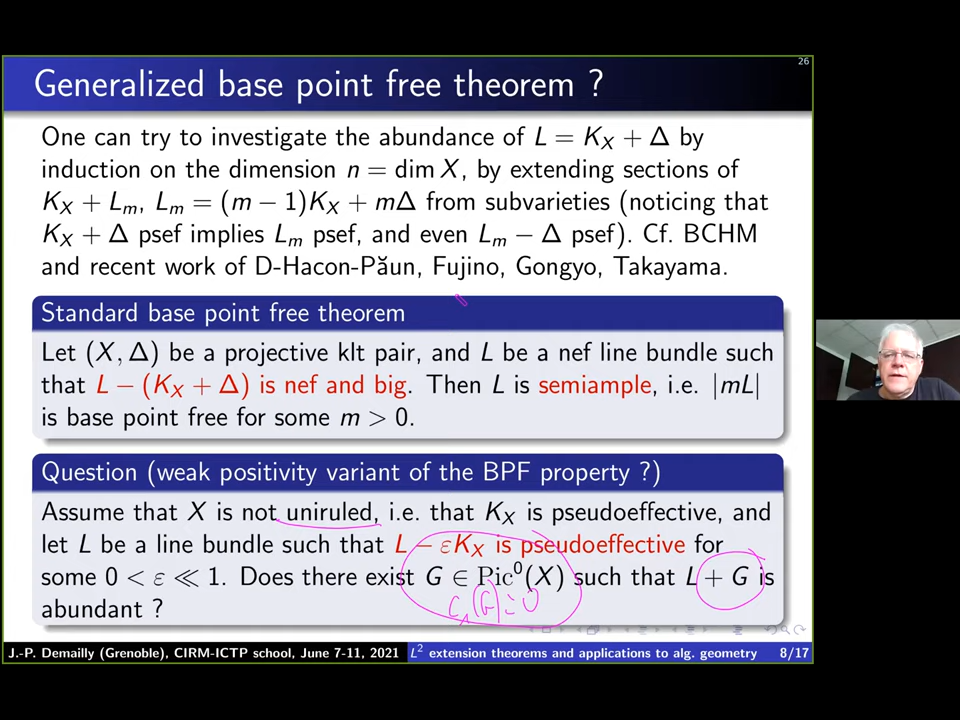 26
Generalized base point free theorem ?
One can try to investigate the abundance of L = K_X + Δ by
induction on the dimension n = dim X, by extending sections of
K_X + L_m, L_m = (m − 1)K_X + mΔ from subvarieties (noticing that
K_X + Δ psef implies L_m psef, and even L_m − Δ psef). Cf. BCHM
and recent work of D-Hacon-Păun, Fujino, Gongyo, Takayama.
Standard base point free theorem
Let (X, Δ) be a projective klt pair, and L be a nef line bundle such
that L − (K_X + Δ) is nef and big. Then L is semiample, i.e. |mL|
is base point free for some m > 0.
Question (weak positivity variant of the BPF property ?)
Assume that X is not uniruled, i.e. that K_X is pseudoeffective, and
let L be a line bundle such that L − εK_X is pseudoeffective for
some 0 < ε ≪ 1. Does there exist G ∈ Pic⁰(X) such that L + G is
abundant ?
c₁(G)=0
J.-P. Demailly (Grenoble), CIRM-ICTP school, June 7-11, 2021 L² extension theorems and applications to alg. geometry 8/17